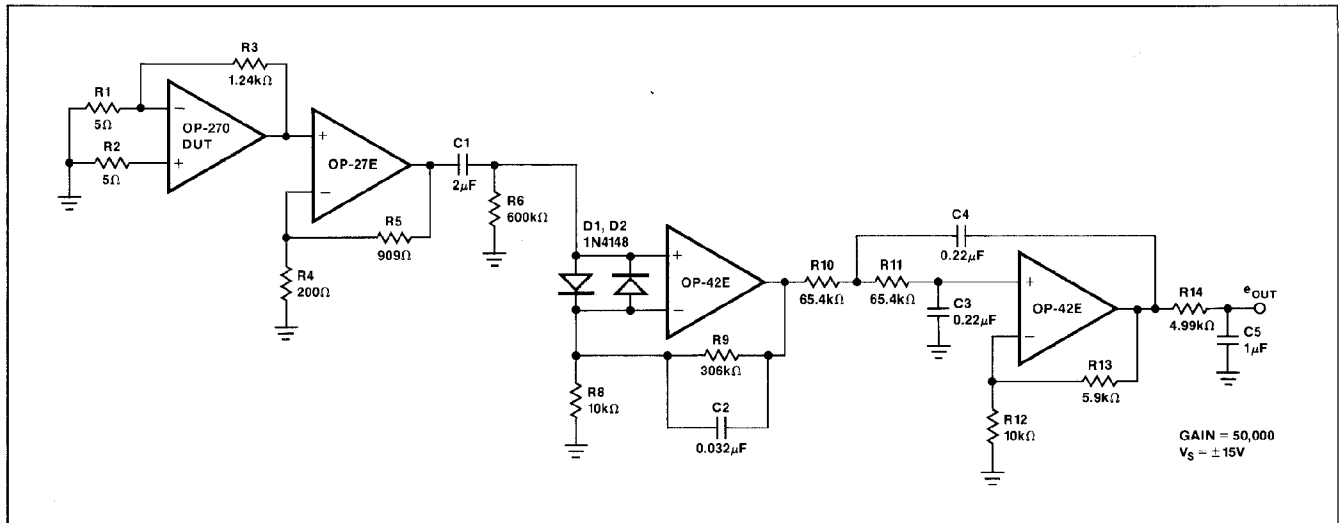 R3
1.24kΩ
R1
5Ω
R2
5Ω
−
+
OP-270
DUT
+
−
OP-27E
R5
909Ω
R4
200Ω
C1
2μF
R6
600kΩ
D1, D2
1N4148
+
−
OP-42E
R9
306kΩ
C2
0.032μF
R8
10kΩ
R10
65.4kΩ
R11
65.4kΩ
C4
0.22μF
C3
0.22μF
+
−
OP-42E
R13
5.9kΩ
R12
10kΩ
R14
4.99kΩ
eOUT
C5
1μF
GAIN = 50,000
VS = ±15V